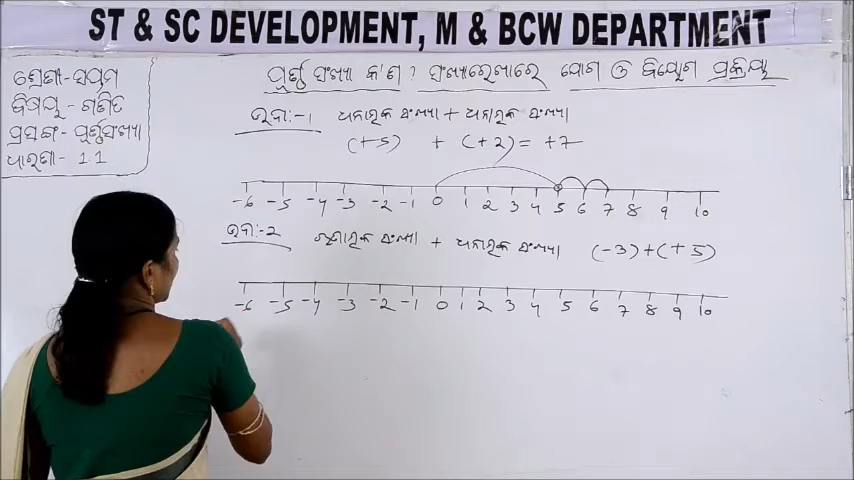 ST & SC DEVELOPMENT, M & BCW DEPARTMENT
ଶ୍ରେଣୀ-ସପ୍ତମ
ବିଷୟ - ଗଣିତ
ପ୍ରସଙ୍ଗ- ପୂର୍ଣ୍ଣସଂଖ୍ୟା
ଧାରଣା- 11
ପୂର୍ଣ୍ଣ ସଂଖ୍ୟା କ'ଣ ? ସଂଖ୍ୟାରେଖାରେ ଯୋଗ ଓ ବିୟୋଗ ପ୍ରକ୍ରିୟା
ଉଦାଃ-1 ଧନାତ୍ମକ ସଂଖ୍ୟା + ଧନାତ୍ମକ ସଂଖ୍ୟା
(+5) + (+2) = +7
-6 -5 -4 -3 -2 -1 0 1 2 3 4 5 6 7 8 9 10
ଉଦାଃ-2 ଋଣାତ୍ମକ ସଂଖ୍ୟା + ଧନାତ୍ମକ ସଂଖ୍ୟା (-3)+(+5)
-6 -5 -4 -3 -2 -1 0 1 2 3 4 5 6 7 8 9 10